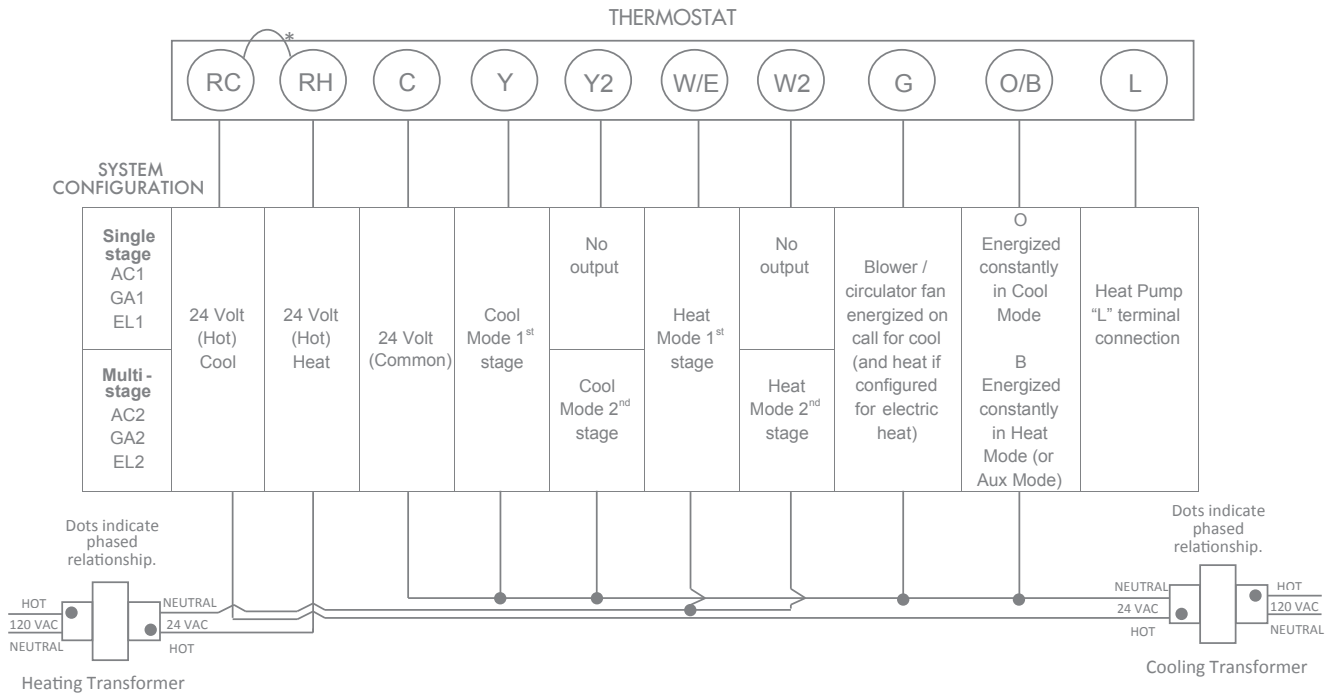 THERMOSTAT
*
RC RH C Y Y2 W/E W2 G O/B L
SYSTEM
CONFIGURATION
Single
stage
AC1
GA1
EL1
Multi -
stage
AC2
GA2
EL2
24 Volt
(Hot)
Cool
24 Volt
(Hot)
Heat
24 Volt
(Common)
Cool
Mode 1st
stage
No
output
Cool
Mode 2nd
stage
Heat
Mode 1st
stage
No
output
Heat
Mode 2nd
stage
Blower /
circulator fan
energized on
call for cool
(and heat if
configured
for electric
heat)
O
Energized
constantly
in Cool
Mode
B
Energized
constantly
in Heat
Mode (or
Aux Mode)
Heat Pump
“L” terminal
connection
Dots indicate
phased
relationship.
HOT
120 VAC
NEUTRAL
NEUTRAL
24 VAC
HOT
Heating Transformer
Dots indicate
phased
relationship.
NEUTRAL
24 VAC
HOT
HOT
120 VAC
NEUTRAL
Cooling Transformer